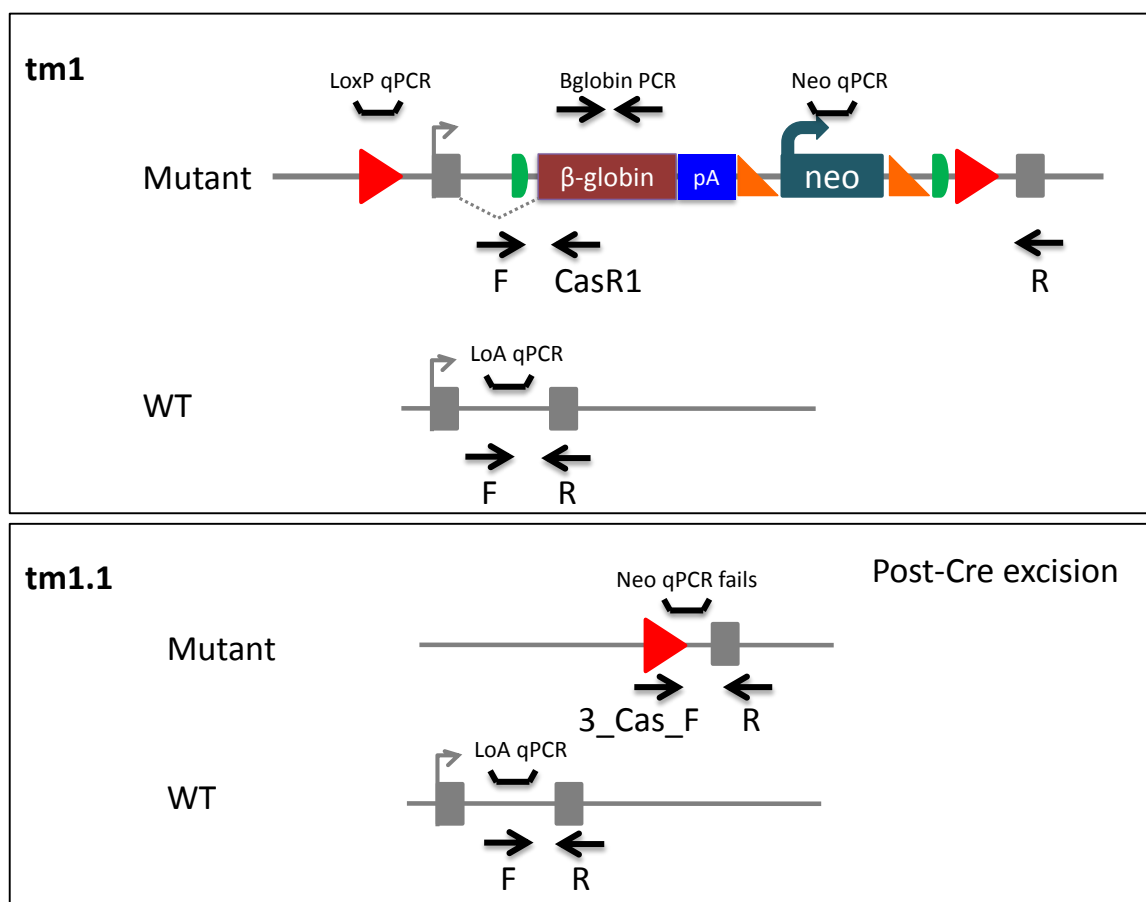 tm1
LoxP qPCR
Bglobin PCR
Neo qPCR
Mutant
β-globin
pA
neo
F
CasR1
R
LoA qPCR
WT
F
R
tm1.1
Post-Cre excision
Neo qPCR fails
Mutant
3_Cas_F
R
LoA qPCR
WT
F
R